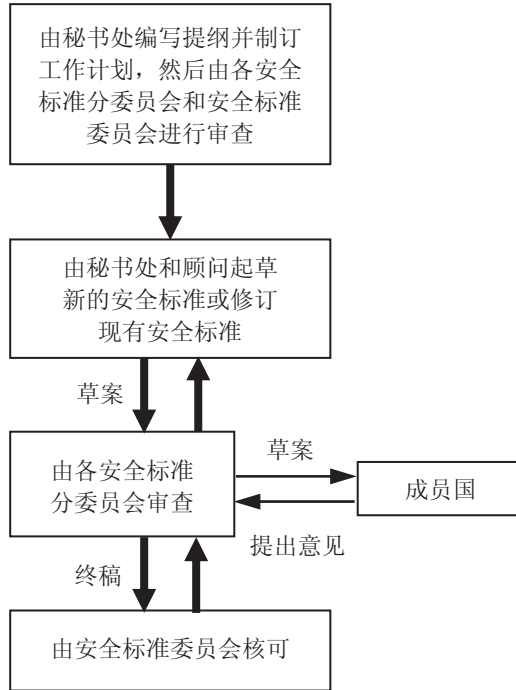 由秘书处编写提纲并制订
工作计划，然后由各安全
标准分委员会和安全标准
委员会进行审查
由秘书处和顾问起草
新的安全标准或修订
现有安全标准
草案
由各安全标准
分委员会审查
草案
成员国
提出意见
终稿
由安全标准委员会核可